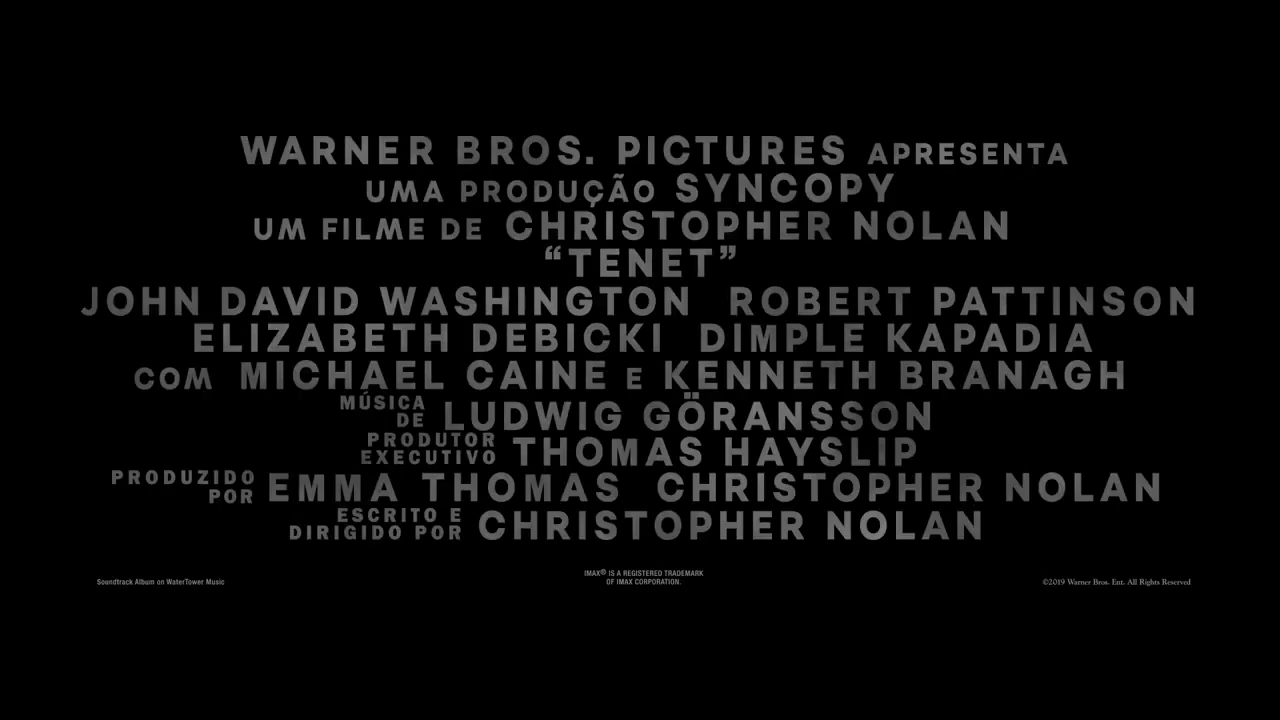 WARNER BROS. PICTURES APRESENTA
UMA PRODUÇÃO SYNCOPY
UM FILME DE CHRISTOPHER NOLAN
“TENET”
JOHN DAVID WASHINGTON ROBERT PATTINSON
ELIZABETH DEBICKI DIMPLE KAPADIA
COM MICHAEL CAINE E KENNETH BRANAGH
MÚSICA DE LUDWIG GÖRANSSON
PRODUTOR EXECUTIVO THOMAS HAYSLIP
PRODUZIDO POR EMMA THOMAS CHRISTOPHER NOLAN
ESCRITO E DIRIGIDO POR CHRISTOPHER NOLAN
Soundtrack Album on WaterTower Music
IMAX® IS A REGISTERED TRADEMARK
OF IMAX CORPORATION.
©2019 Warner Bros. Ent. All Rights Reserved